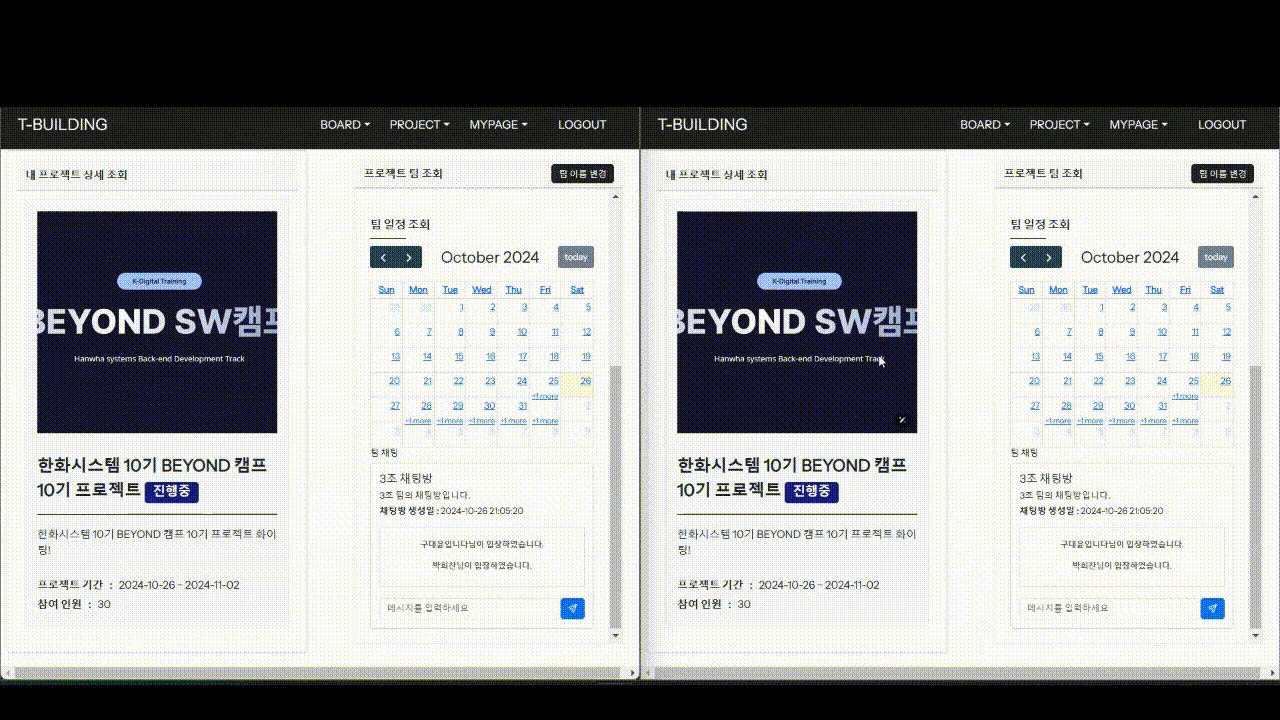 T-BUILDING
BOARD
PROJECT
MYPAGE
LOGOUT
내 프로젝트 상세 조회
K-Digital Training
BEYOND SW캠프
Hanwha systems Back-end Development Track
한화시스템 10기 BEYOND 캠프
10기 프로젝트 진행중
한화시스템 10기 BEYOND 캠프 10기 프로젝트 화이
팅!
프로젝트 기간 : 2024-10-26 ~ 2024-11-02
참여 인원 : 30
프로젝트 팀 조회
팀 이름 변경
팀 일정 조회
October 2024
today
Sun Mon Tue Wed Thu Fri Sat
29 30 1 2 3 4 5
6 7 8 9 10 11 12
13 14 15 16 17 18 19
20 21 22 23 24 25 26
+1 more
27 28 29 30 31 1 2
+1 more +1 more +1 more +1 more +1 more
팀 채팅
3조 채팅방
3조 팀의 채팅방입니다.
채팅방 생성일 : 2024-10-26 21:05:20
구대윤입니다님이 입장하였습니다.
박희찬님이 입장하였습니다.
메시지를 입력하세요
T-BUILDING
BOARD
PROJECT
MYPAGE
LOGOUT
내 프로젝트 상세 조회
K-Digital Training
BEYOND SW캠프
Hanwha systems Back-end Development Track
한화시스템 10기 BEYOND 캠프
10기 프로젝트 진행중
한화시스템 10기 BEYOND 캠프 10기 프로젝트 화이
팅!
프로젝트 기간 : 2024-10-26 ~ 2024-11-02
참여 인원 : 30
프로젝트 팀 조회
팀 이름 변경
팀 일정 조회
October 2024
today
Sun Mon Tue Wed Thu Fri Sat
29 30 1 2 3 4 5
6 7 8 9 10 11 12
13 14 15 16 17 18 19
20 21 22 23 24 25 26
+1 more
27 28 29 30 31 1 2
+1 more +1 more +1 more +1 more +1 more
팀 채팅
3조 채팅방
3조 팀의 채팅방입니다.
채팅방 생성일 : 2024-10-26 21:05:20
구대윤입니다님이 입장하였습니다.
박희찬님이 입장하였습니다.
메시지를 입력하세요